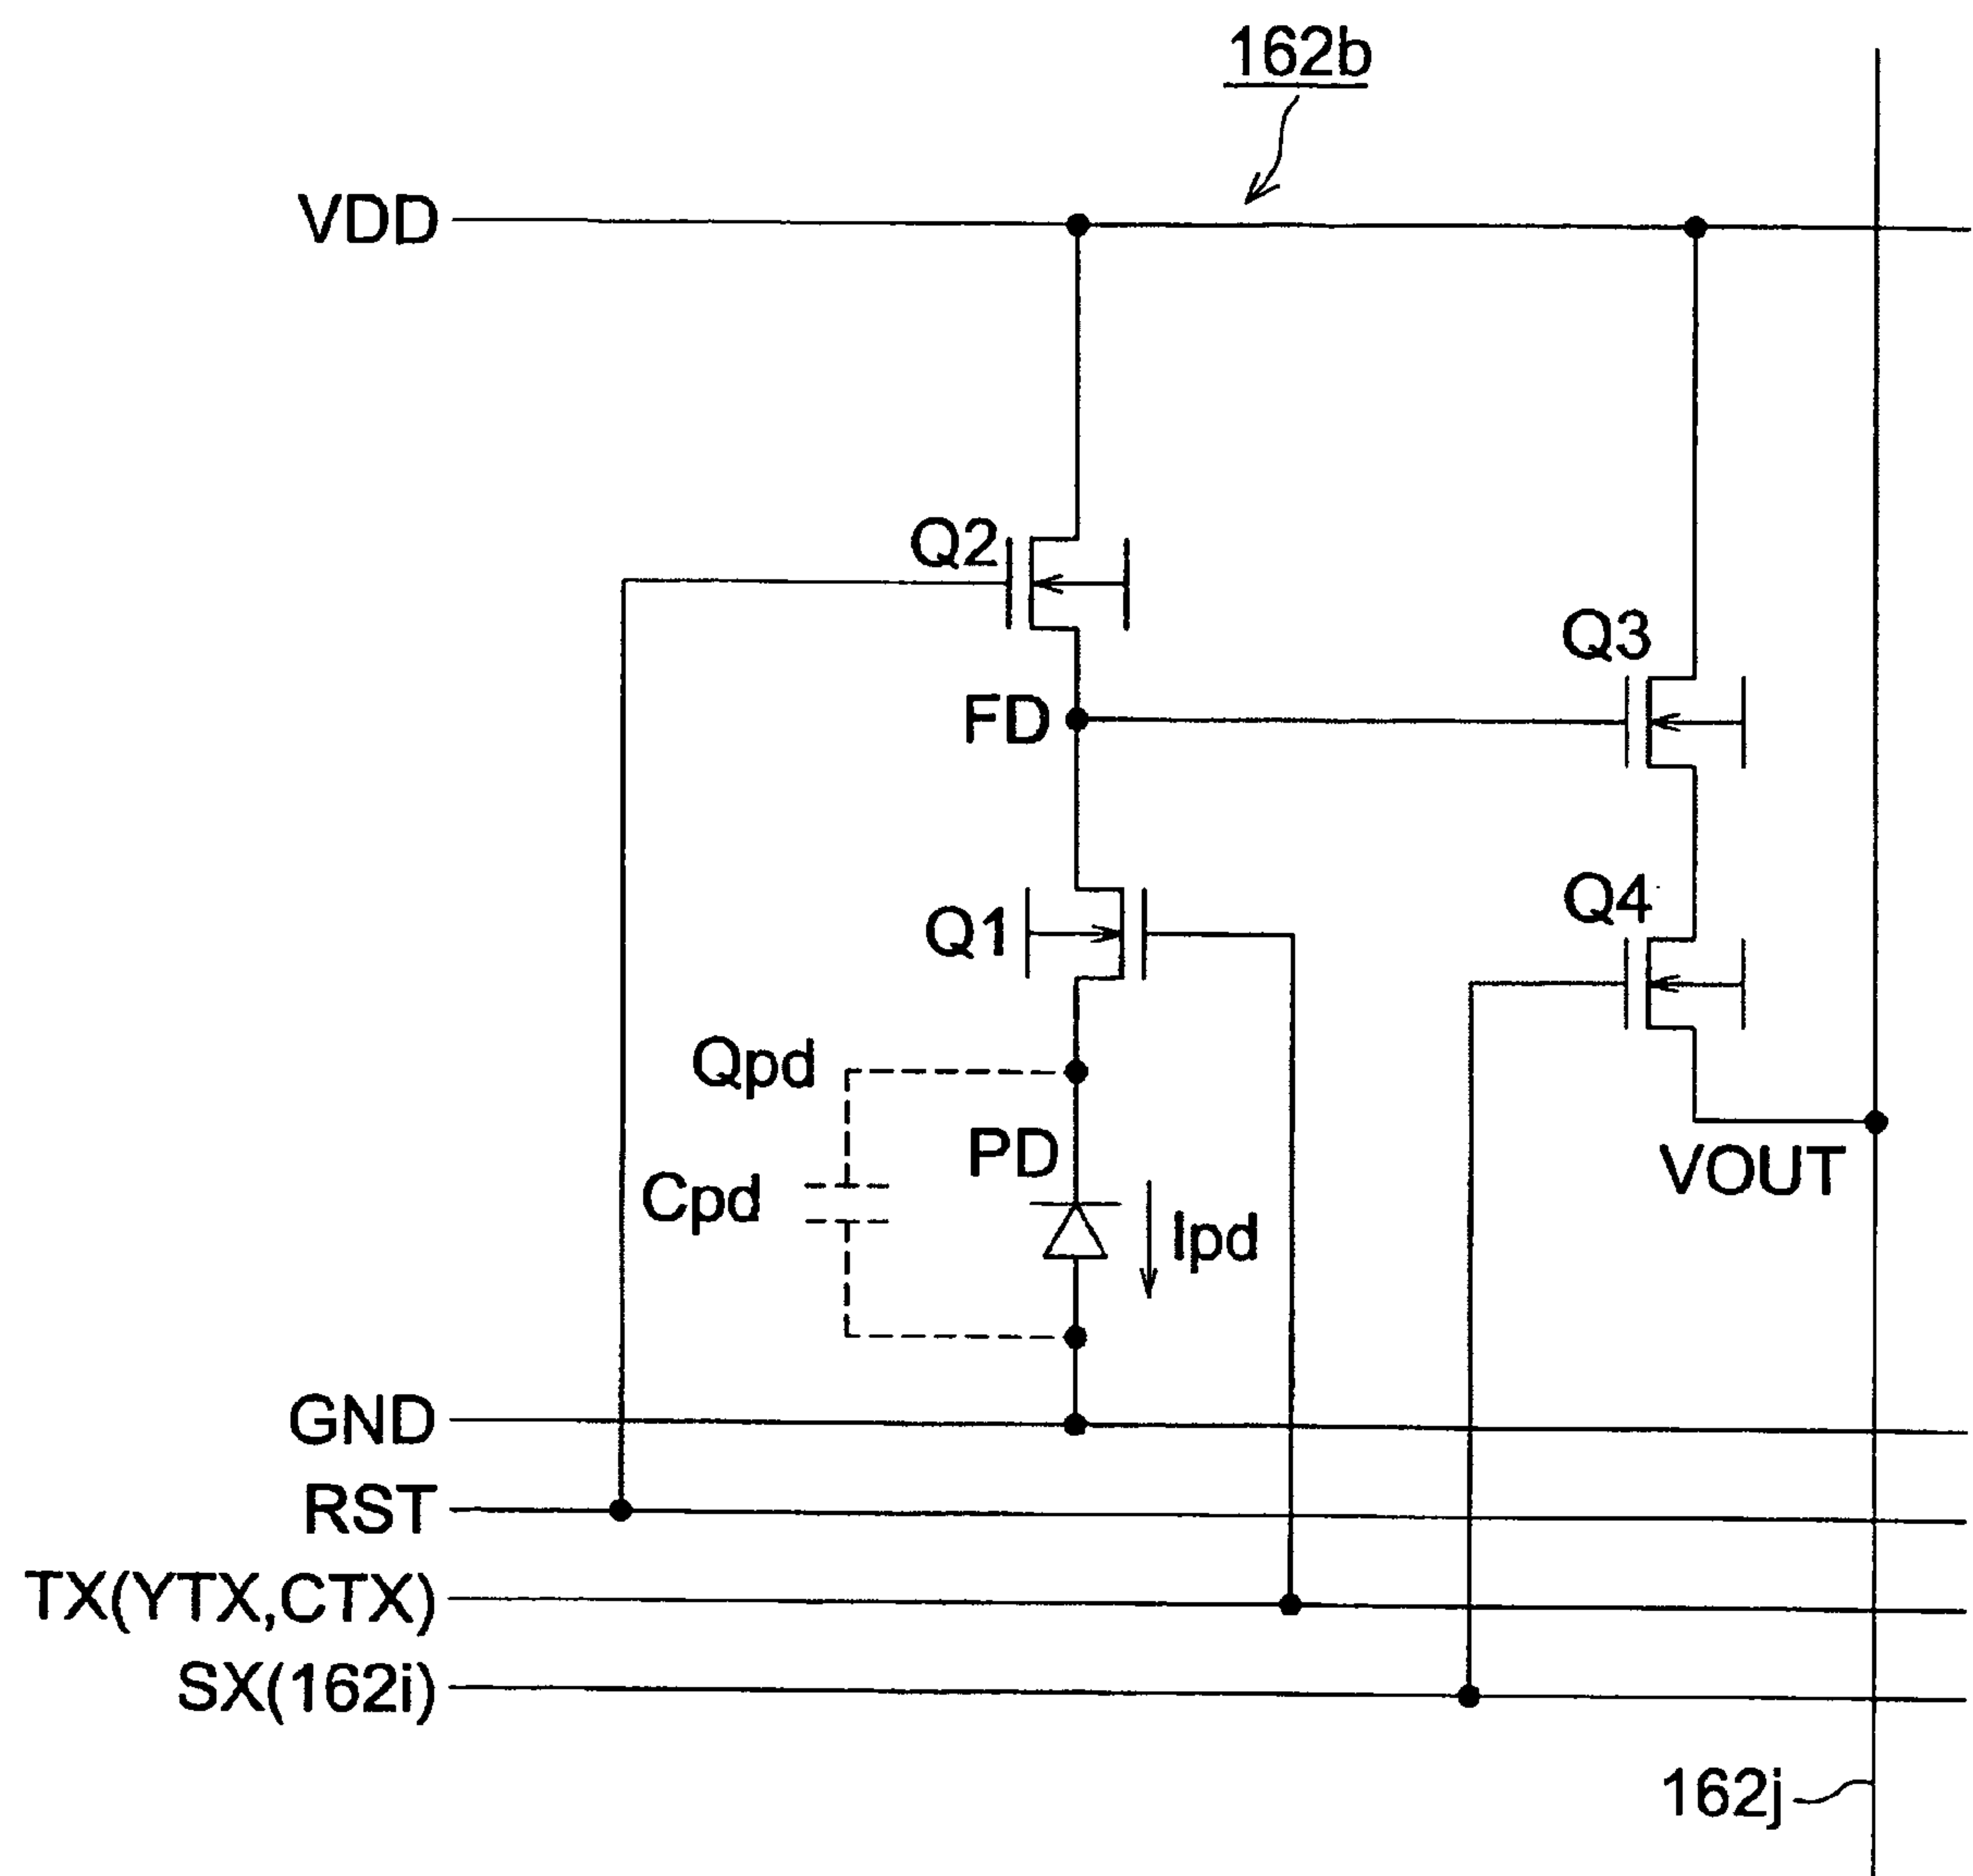 162b
VDD
Q2
Q3
FD
Q4
Q1
Qpd
PD
VOUT
Cpd
Ipd
GND
RST
TX(YTX,CTX)
SX(162i)
162j